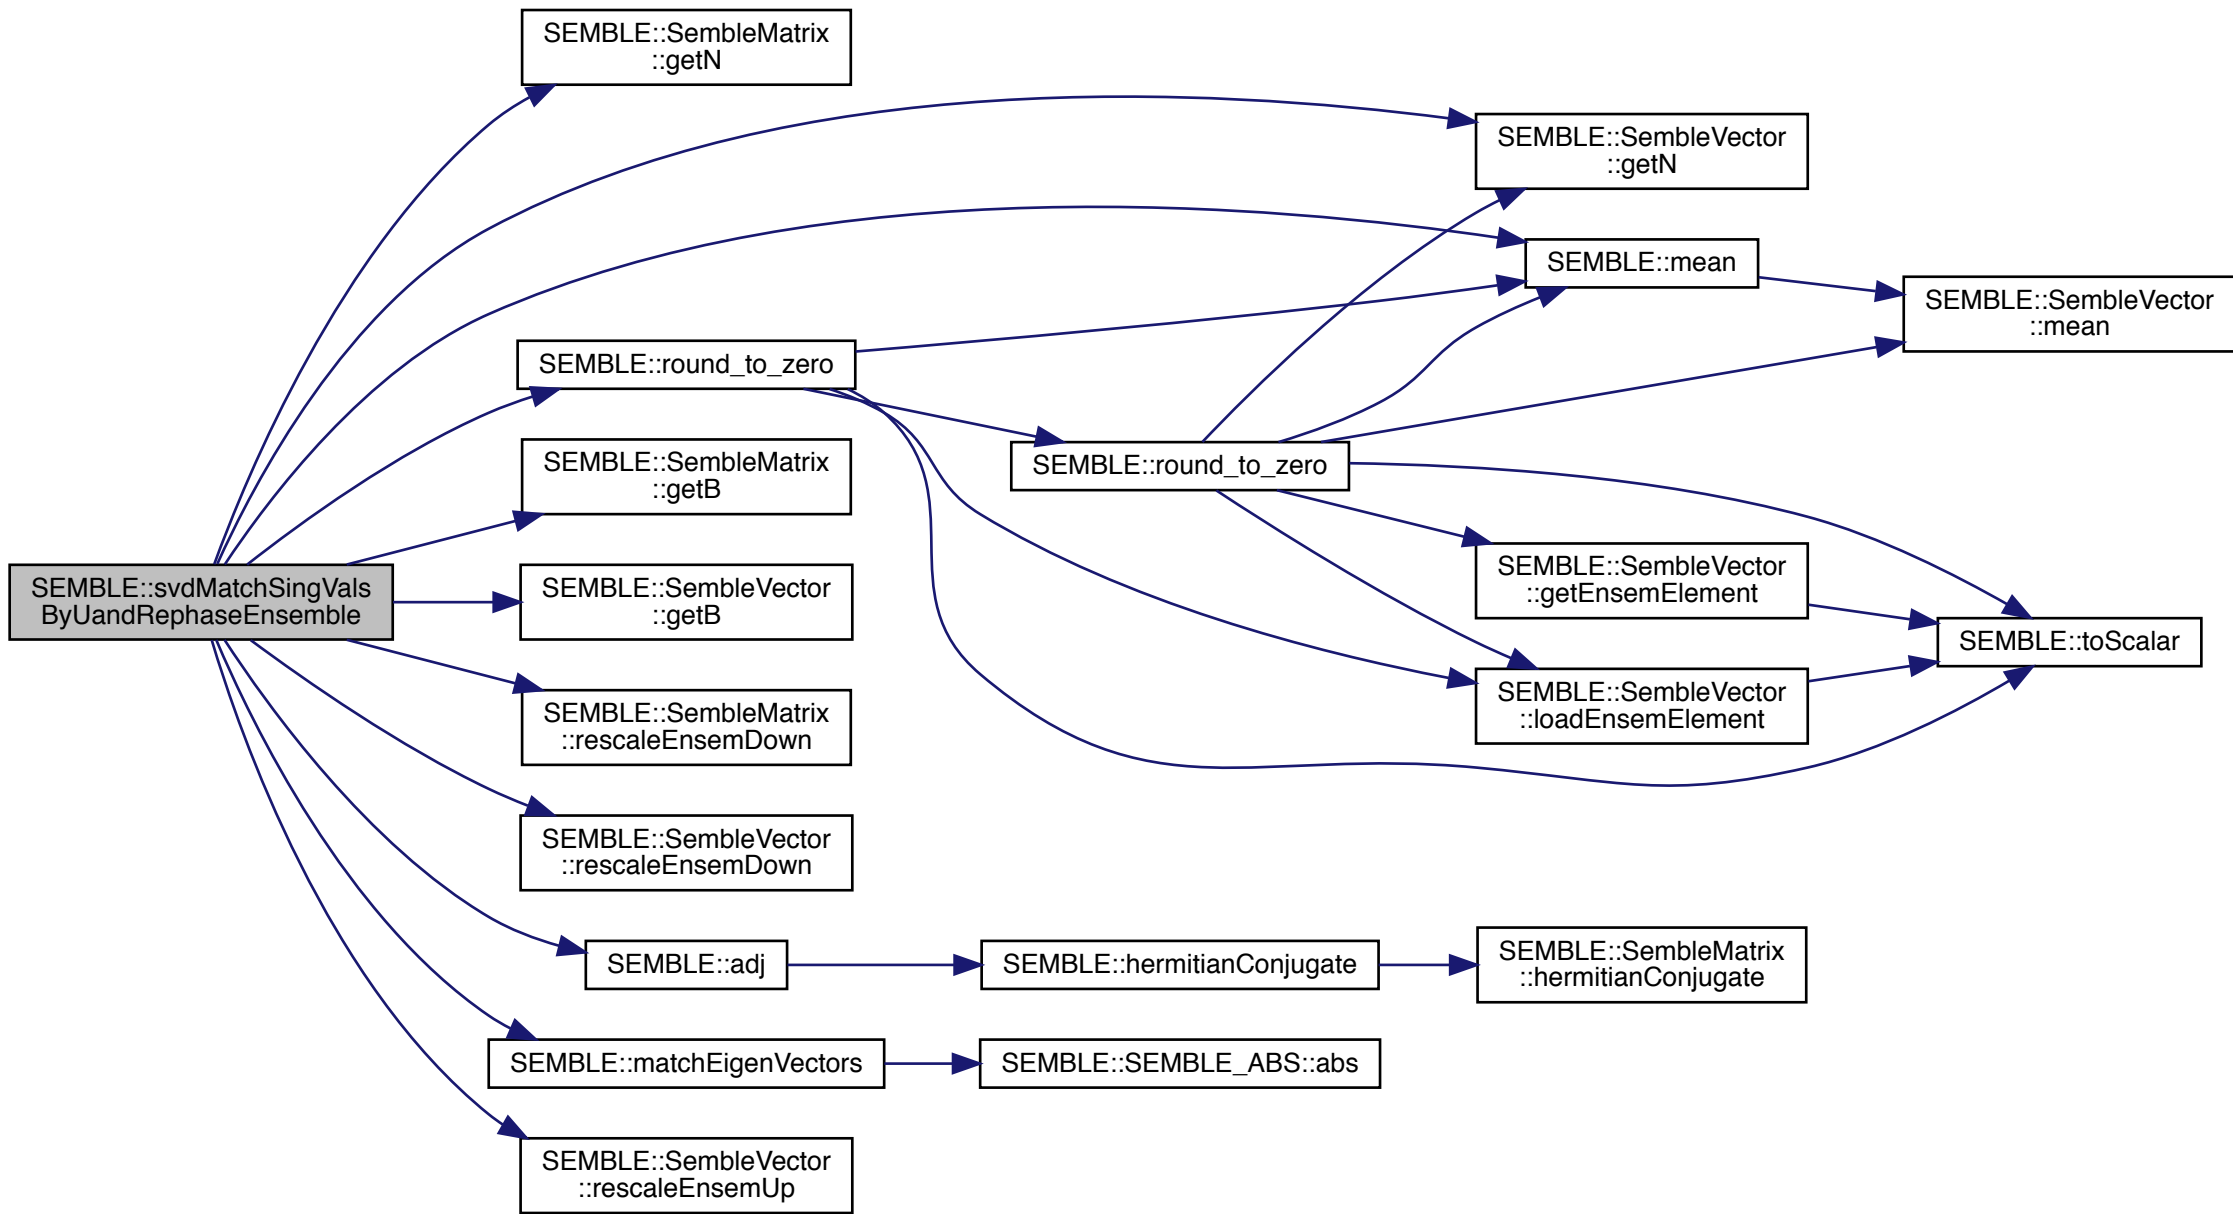 SEMBLE::SembleMatrix
::getN
SEMBLE::SembleVector
::getN
SEMBLE::mean
SEMBLE::SembleVector
::mean
SEMBLE::round_to_zero
SEMBLE::SembleMatrix
::getB
SEMBLE::round_to_zero
SEMBLE::svdMatchSingVals
ByUandRephaseEnsemble
SEMBLE::SembleVector
::getB
SEMBLE::SembleVector
::getEnsemElement
SEMBLE::toScalar
SEMBLE::SembleMatrix
::rescaleEnsemDown
SEMBLE::SembleVector
::loadEnsemElement
SEMBLE::SembleVector
::rescaleEnsemDown
SEMBLE::adj
SEMBLE::hermitianConjugate
SEMBLE::SembleMatrix
::hermitianConjugate
SEMBLE::matchEigenVectors
SEMBLE::SEMBLE_ABS::abs
SEMBLE::SembleVector
::rescaleEnsemUp